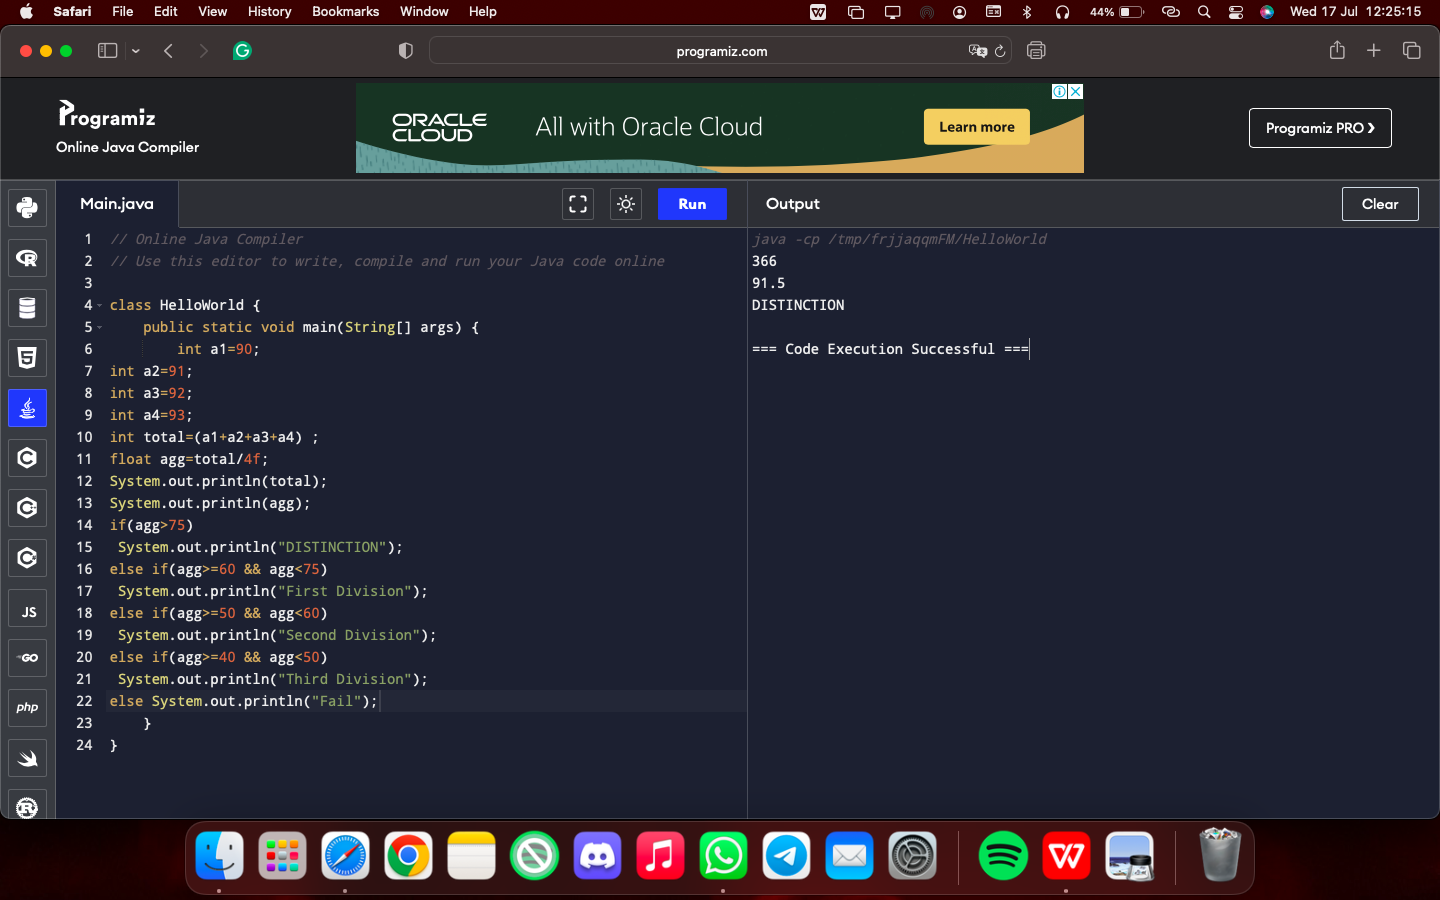 Safari File Edit View History Bookmarks Window Help 44% Wed 17 Jul 12:25:15
programiz.com
Programiz
Online Java Compiler
ORACLE
CLOUD
All with Oracle Cloud
Learn more
Programiz PRO ❯
Main.java
Run
Output
Clear
1 // Online Java Compiler
2 // Use this editor to write, compile and run your Java code online
3
4 class HelloWorld {
5     public static void main(String[] args) {
6         int a1=90;
7 int a2=91;
8 int a3=92;
9 int a4=93;
10 int total=(a1+a2+a3+a4) ;
11 float agg=total/4f;
12 System.out.println(total);
13 System.out.println(agg);
14 if(agg>75)
15  System.out.println("DISTINCTION");
16 else if(agg>=60 && agg<75)
17  System.out.println("First Division");
18 else if(agg>=50 && agg<60)
19  System.out.println("Second Division");
20 else if(agg>=40 && agg<50)
21  System.out.println("Third Division");
22 else System.out.println("Fail");
23     }
24 }
java -cp /tmp/frjjaqqmFM/HelloWorld
366
91.5
DISTINCTION
=== Code Execution Successful ===
R
5
C
C
C
JS
GO
php
R
W